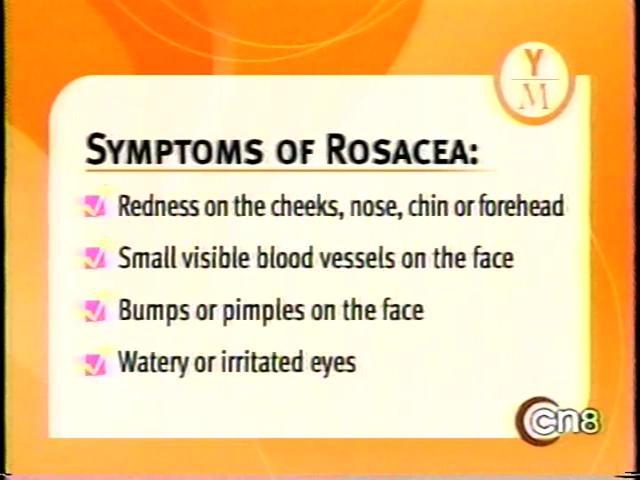 Y
M
SYMPTOMS OF ROSACEA:
Redness on the cheeks, nose, chin or forehead
Small visible blood vessels on the face
Bumps or pimples on the face
Watery or irritated eyes
cn8